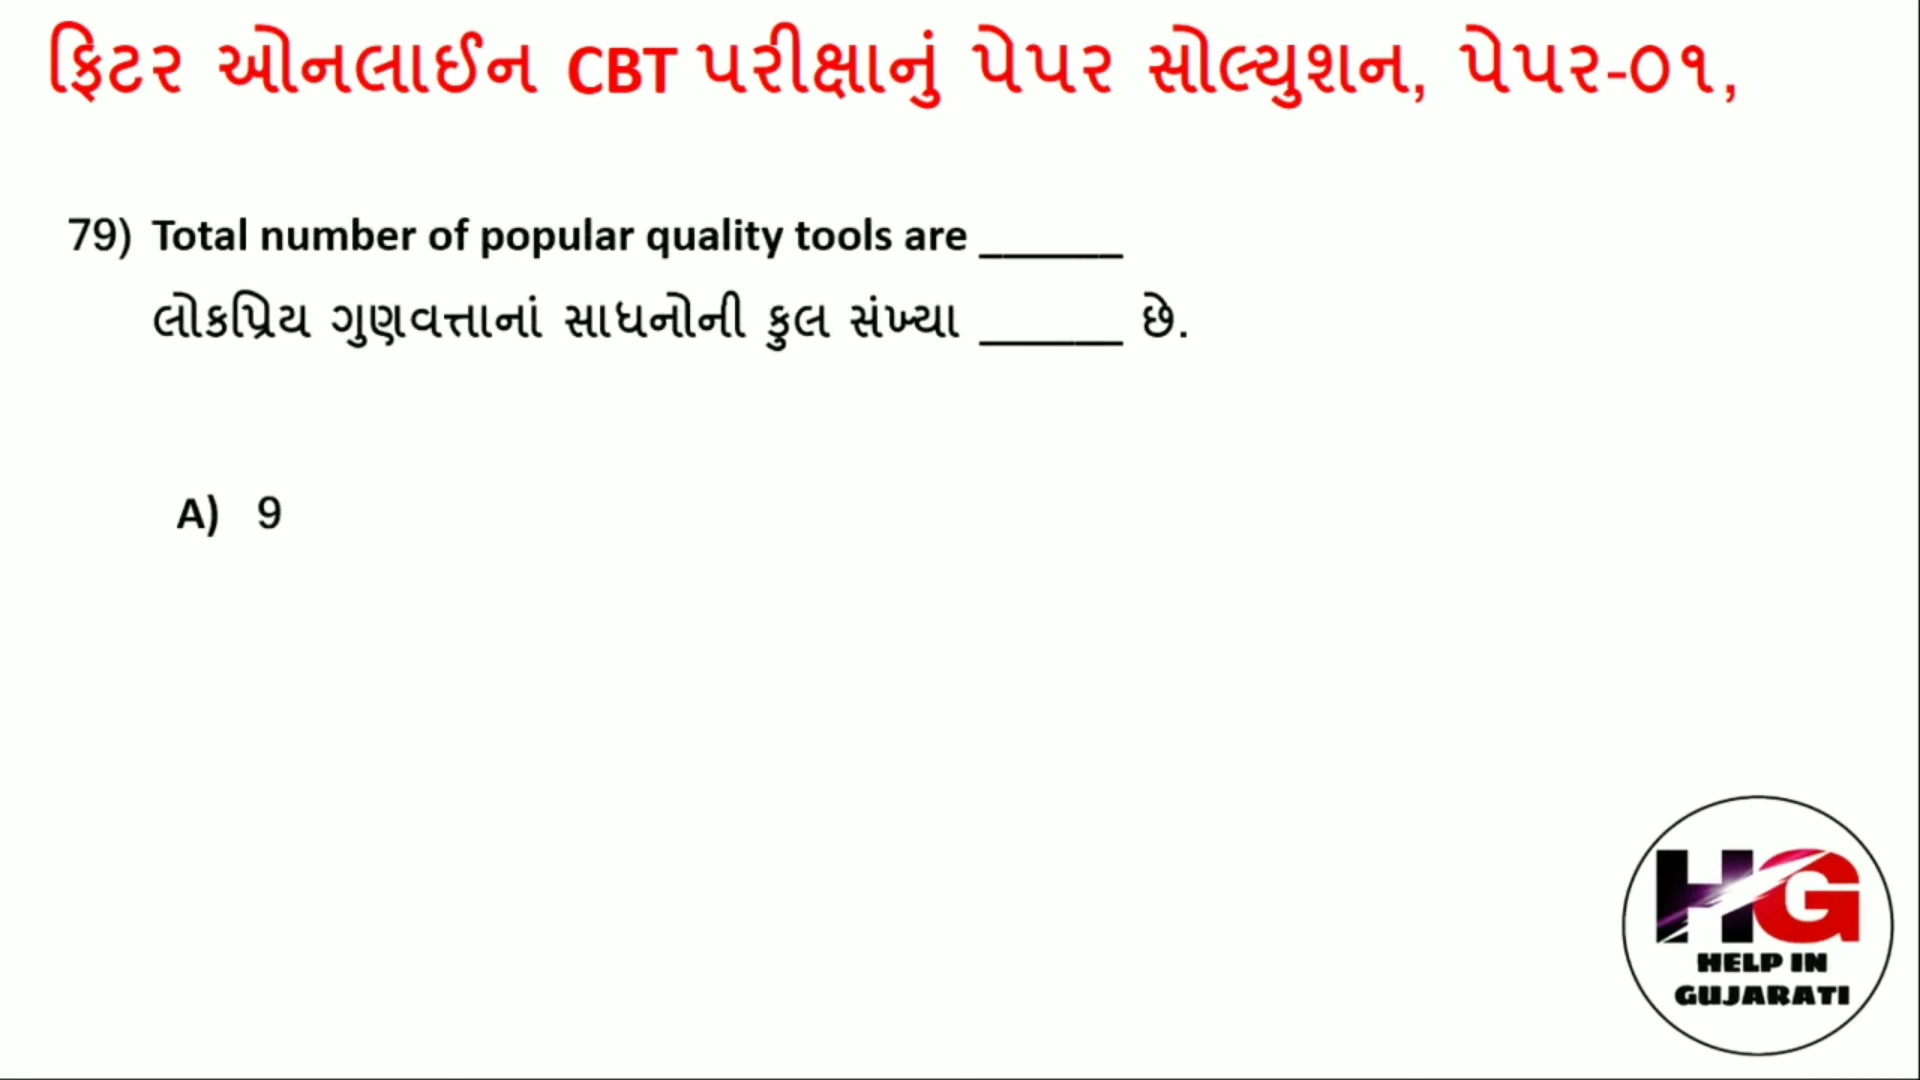 ફિટર ઓનલાઈન CBT પરીક્ષાનું પેપર સોલ્યુશન, પેપર-૦૧,
79) Total number of popular quality tools are ______
લોકપ્રિય ગુણવત્તાનાં સાધનોની કુલ સંખ્યા ______ છે.
A) 9
HG
HELP IN
GUJARATI